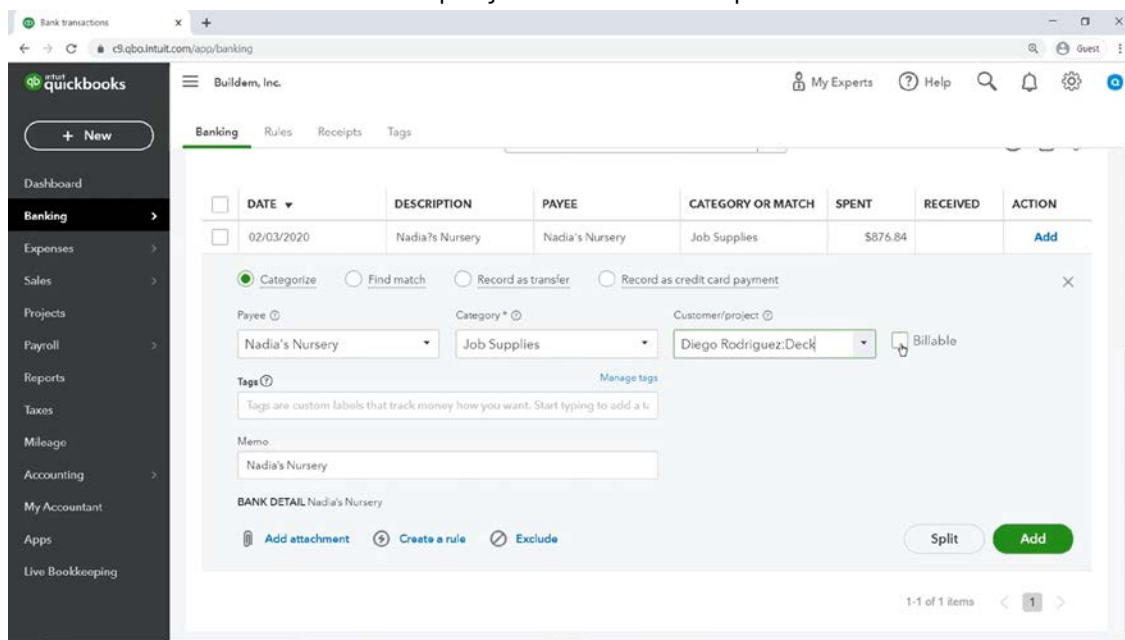 Bank transactions
c9.qbo.intuit.com/app/banking
Guest
intuit quickbooks
Buildem, Inc.
My Experts
Help
+ New
Banking Rules Receipts Tags
Dashboard
Banking
Expenses
Sales
Projects
Payroll
Reports
Taxes
Mileage
Accounting
My Accountant
Apps
Live Bookkeeping
DATE DESCRIPTION PAYEE CATEGORY OR MATCH SPENT RECEIVED ACTION
02/03/2020 Nadia?s Nursery Nadia's Nursery Job Supplies $876.84 Add
Categorize Find match Record as transfer Record as credit card payment
Payee Category * Customer/project
Nadia's Nursery Job Supplies Diego Rodriguez:Deck Billable
Tags Manage tags
Tags are custom labels that track money how you want. Start typing to add a
Memo
Nadia's Nursery
BANK DETAIL Nadia's Nursery
Add attachment Create a rule Exclude Split Add
1-1 of 1 items 1